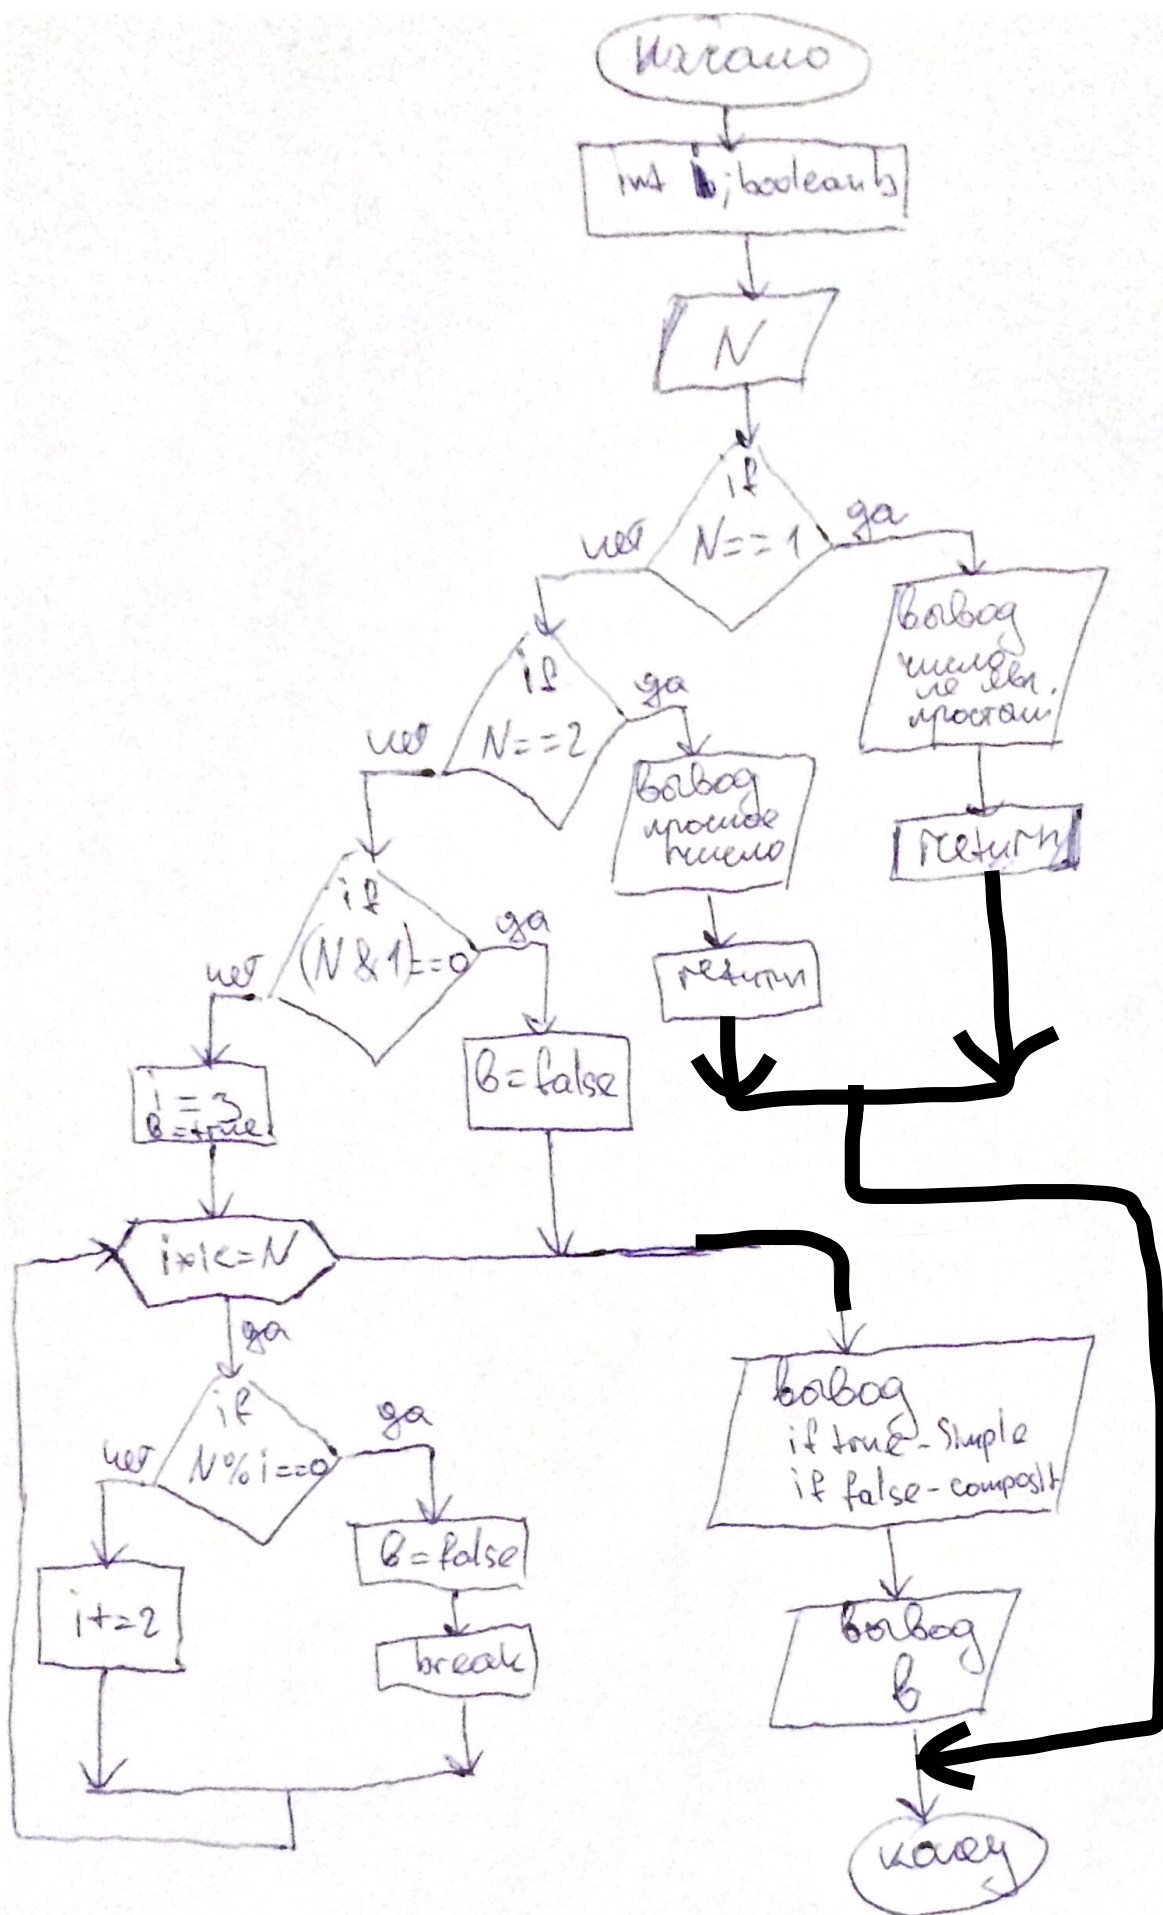 Начало
int ; boolean b
N
if
N==1
нет
да
вывод
число
не явл.
простым
return
if
N==2
нет
да
вывод
простое
число
return
if
(N&1)==0
нет
да
i=3
b=true
b=false
i*i<=N
да
if
N%i==0
нет
да
i+=2
b=false
break
вывод
if true - Simple
if false - composit
вывод
b
конец